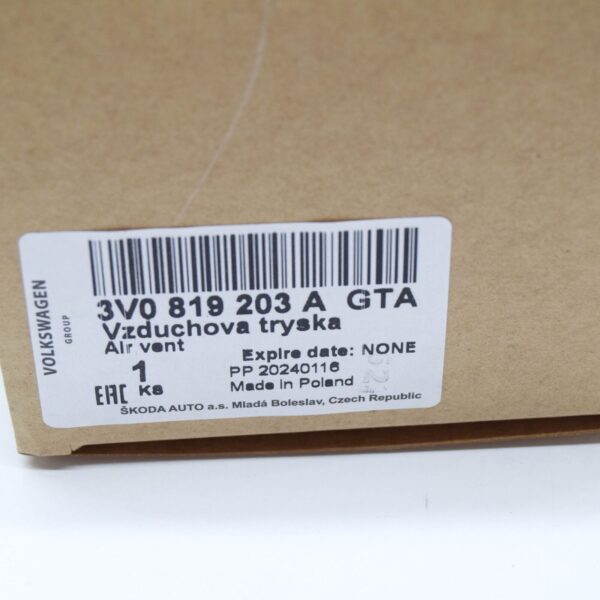 VOLKSWAGEN
GROUP
3V0 819 203 A GTA
Vzduchova tryska
Air vent
Expire date: NONE
1 Ks
PP 20240116
Made in Poland
EAC
ŠKODA AUTO a.s. Mladá Boleslav, Czech Republic